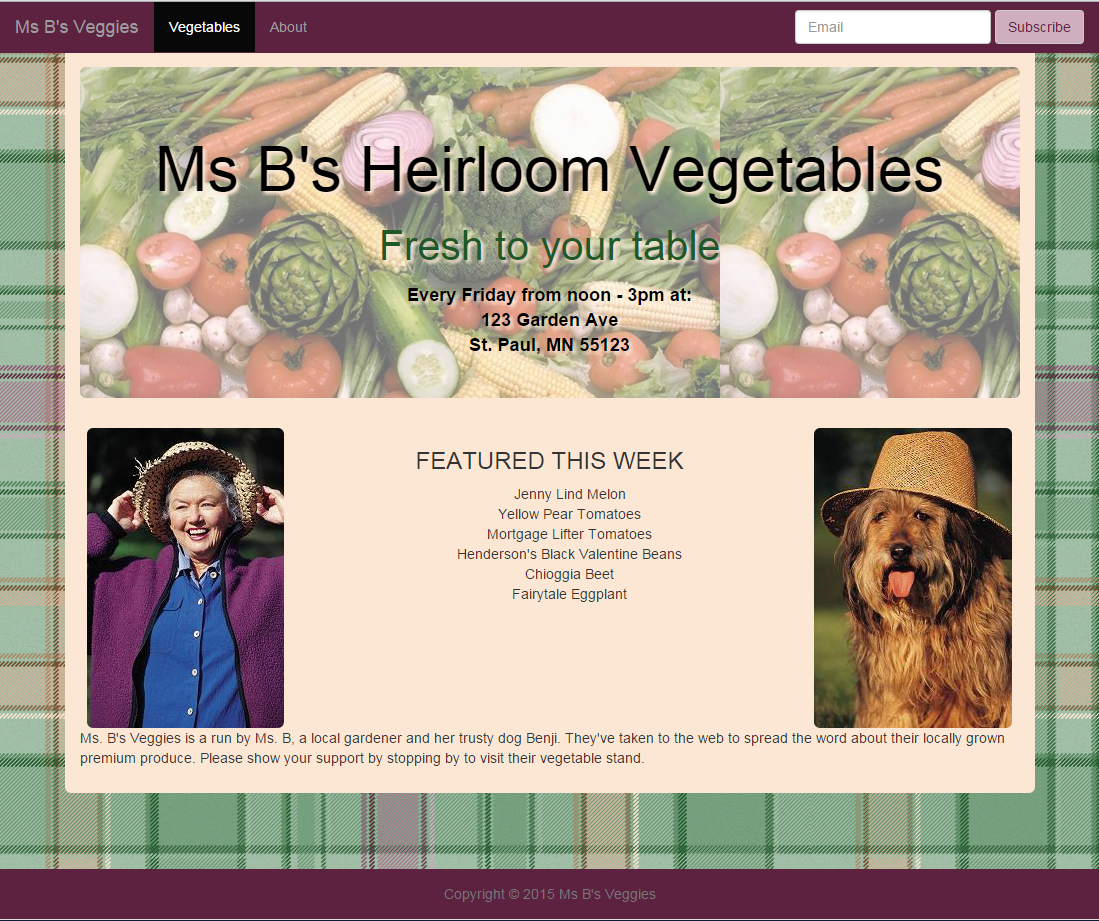 Ms B's Veggies Vegetables About Email Subscribe
Ms B's Heirloom Vegetables
Fresh to your table
Every Friday from noon - 3pm at:
123 Garden Ave
St. Paul, MN 55123
FEATURED THIS WEEK
Jenny Lind Melon
Yellow Pear Tomatoes
Mortgage Lifter Tomatoes
Henderson's Black Valentine Beans
Chioggia Beet
Fairytale Eggplant
Ms. B's Veggies is a run by Ms. B, a local gardener and her trusty dog Benji. They've taken to the web to spread the word about their locally grown
premium produce. Please show your support by stopping by to visit their vegetable stand.
Copyright © 2015 Ms B's Veggies